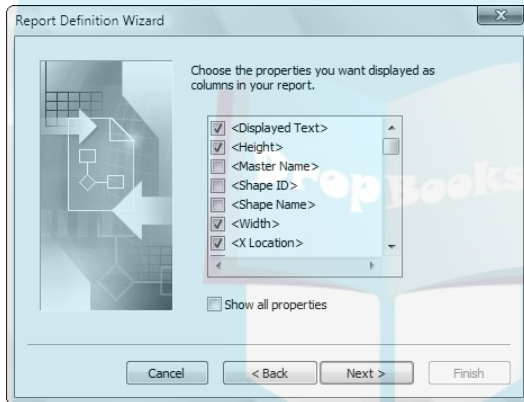 Report Definition Wizard
Choose the properties you want displayed as
columns in your report.
<Displayed Text>
<Height>
<Master Name>
<Shape ID>
<Shape Name>
<Width>
<X Location>
Show all properties
Cancel
< Back
Next >
Finish
DropBooks